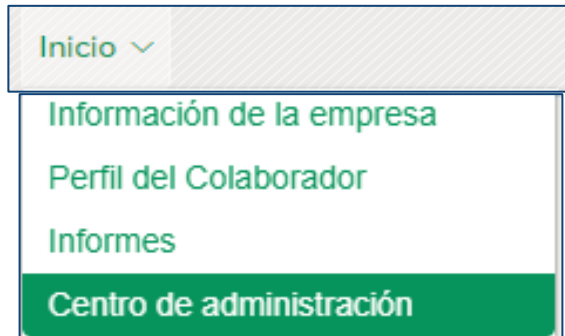 Inicio
Información de la empresa
Perfil del Colaborador
Informes
Centro de administración